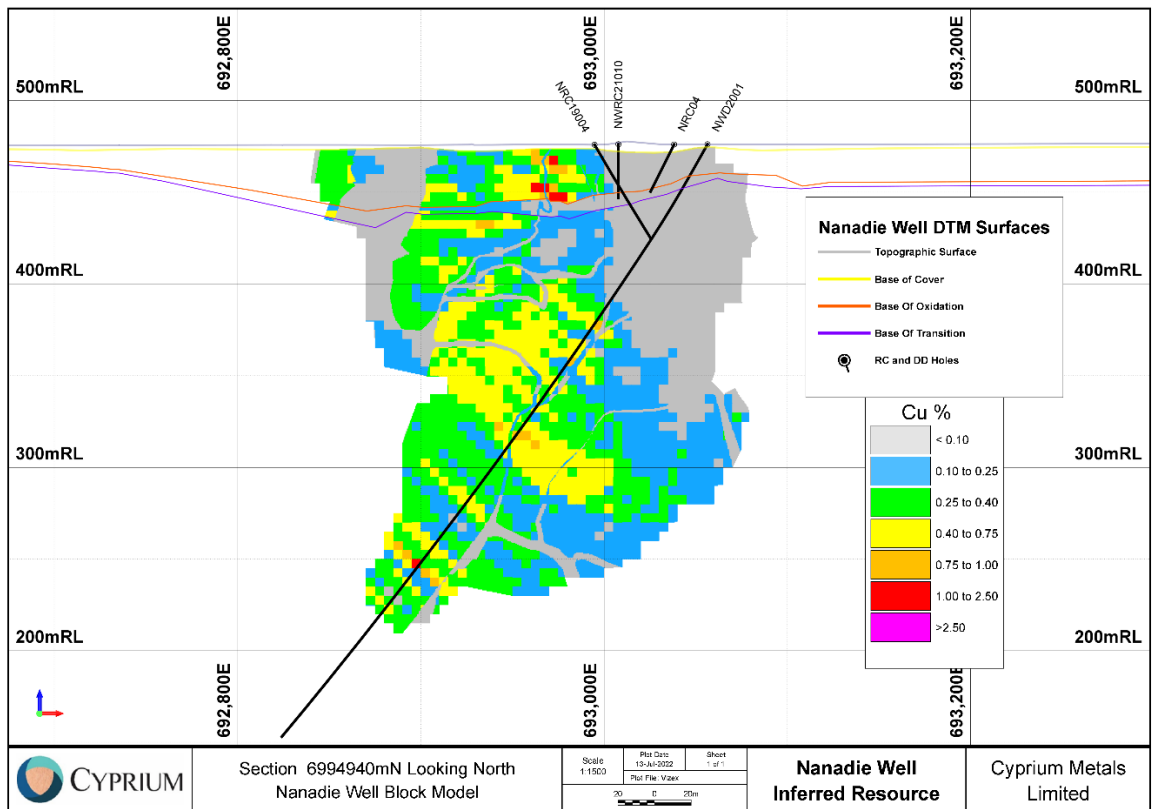 692,800E
693,000E
693,200E
500mRL
500mRL
NRC19004
NWRC21010
NRC04
NWD2001
Nanadie Well DTM Surfaces
Topographic Surface
Base of Cover
Base Of Oxidation
Base Of Transition
RC and DD Holes
400mRL
400mRL
Cu %
< 0.10
0.10 to 0.25
0.25 to 0.40
0.40 to 0.75
0.75 to 1.00
1.00 to 2.50
>2.50
300mRL
300mRL
200mRL
200mRL
692,800E
693,000E
693,200E
CYPRIUM
Section 6994940mN Looking North
Nanadie Well Block Model
Scale
1:1500
Plot Date
13-Jul-2022
Sheet
1 of 1
Plot File: Vizex
20 0 20m
Nanadie Well
Inferred Resource
Cyprium Metals
Limited